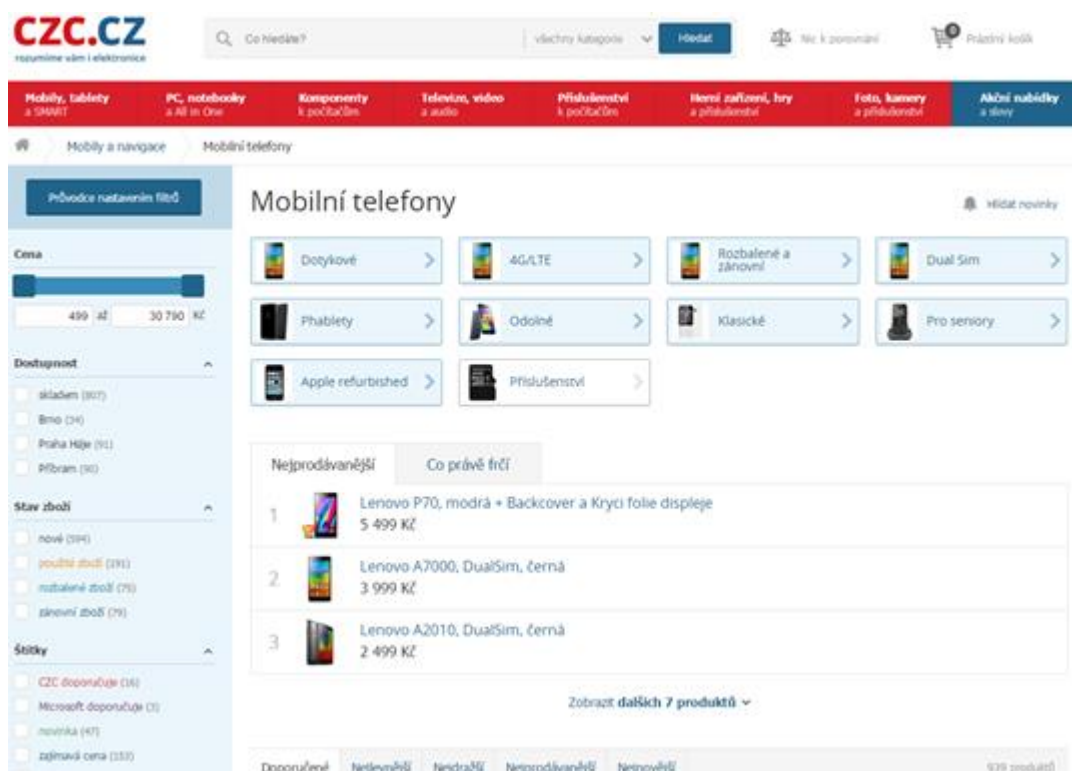 CZC.CZ
rozumíme vám i elektronice
Co hledáte?
všechny kategorie
Hledat
Nic k porovnání
0
Prázdný košík
Mobily, tablety
a SMART
PC, notebooky
a All in One
Komponenty
k počítačům
Televize, video
a audio
Příslušenství
k počítačům
Herní zařízení, hry
a příslušenství
Foto, kamery
a příslušenství
Akční nabídky
a slevy
Mobily a navigace
Mobilní telefony
Průvodce nastavením filtrů
Cena
499 až 30 790 Kč
Dostupnost
skladem (807)
Brno (34)
Praha Háje (91)
Příbram (90)
Stav zboží
nové (594)
použité zboží (191)
rozbalené zboží (75)
zánovní zboží (79)
Štítky
CZC doporučuje (16)
Microsoft doporučuje (3)
novinka (47)
zajímavá cena (153)
Mobilní telefony
Hlídat novinky
Dotykové
4G/LTE
Rozbalené a
zánovní
Dual Sim
Phablety
Odolné
Klasické
Pro seniory
Apple refurbished
Příslušenství
Nejprodávanější
Co právě frčí
1
Lenovo P70, modrá + Backcover a Kryci folie displeje
5 499 Kč
2
Lenovo A7000, DualSim, černá
3 999 Kč
3
Lenovo A2010, DualSim, černá
2 499 Kč
Zobrazit dalších 7 produktů
Doporučené
Nejlevnější
Nejdražší
Nejprodávanější
Nejnovější
939 produktů